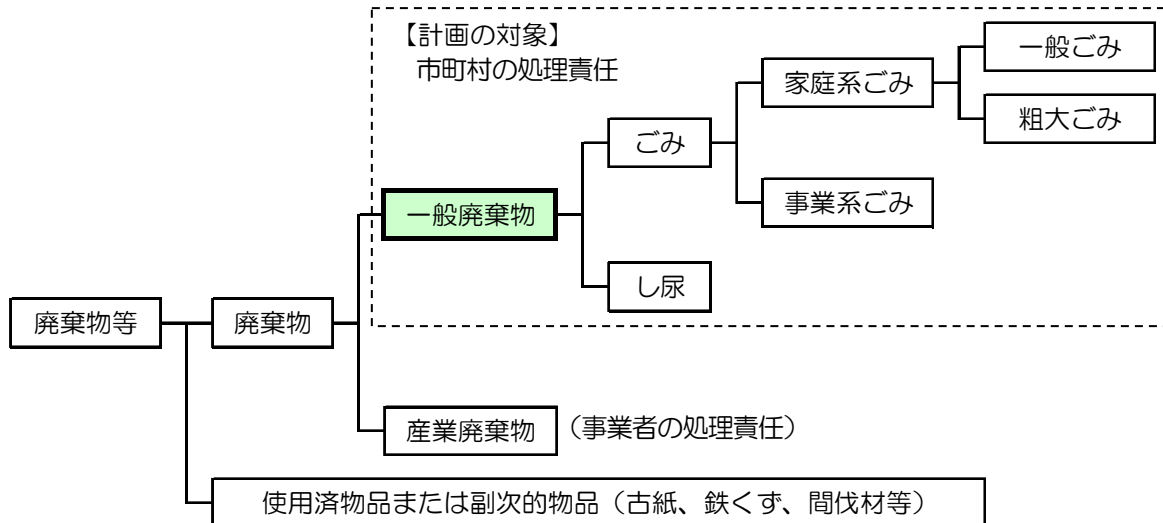 【計画の対象】
市町村の処理責任
一般ごみ
家庭系ごみ
粗大ごみ
ごみ
事業系ごみ
一般廃棄物
し尿
廃棄物等
廃棄物
産業廃棄物
（事業者の処理責任）
使用済物品または副次的物品（古紙、鉄くず、間伐材等）